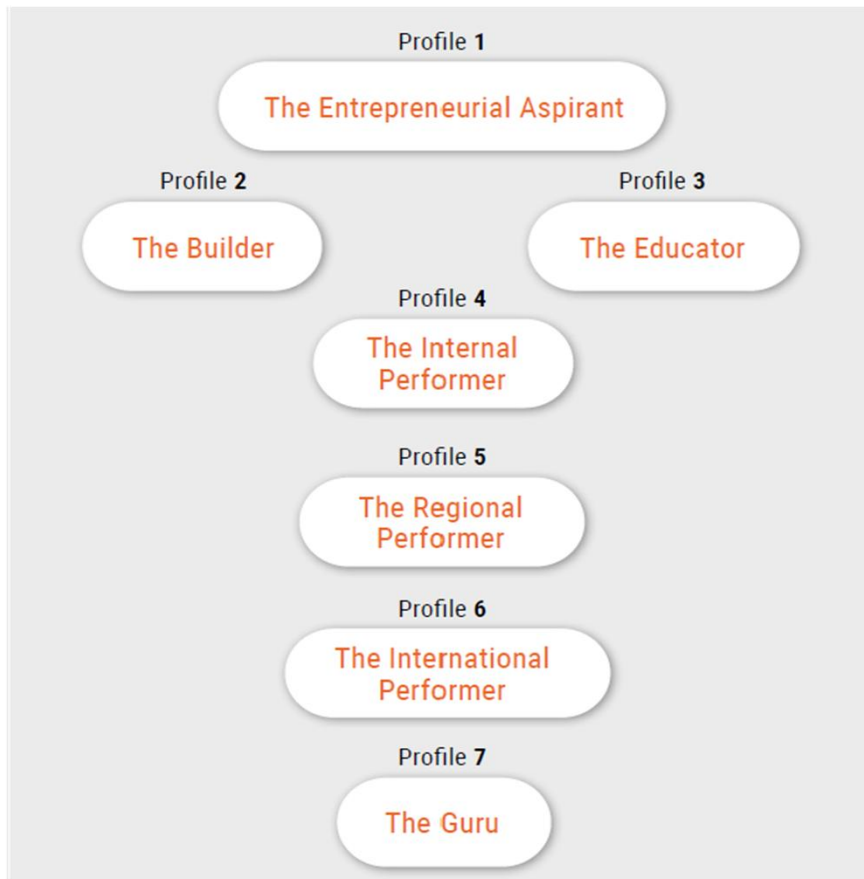 Profile 1
The Entrepreneurial Aspirant
Profile 2
Profile 3
The Builder
The Educator
Profile 4
The Internal
Performer
Profile 5
The Regional
Performer
Profile 6
The International
Performer
Profile 7
The Guru